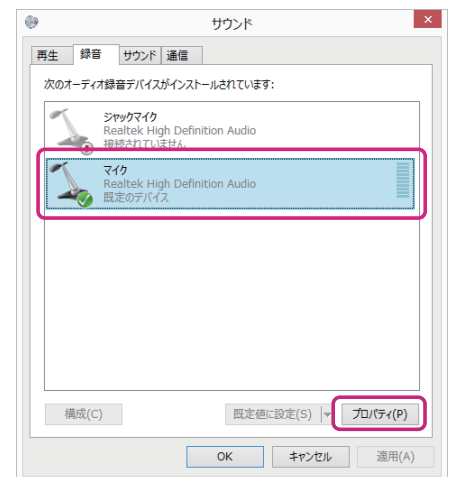 サウンド
再生 録音 サウンド 通信
次のオーディオ録音デバイスがインストールされています:
ジャックマイク
Realtek High Definition Audio
接続されていません
マイク
Realtek High Definition Audio
既定のデバイス
構成(C) 既定値に設定(S) プロパティ(P)
OK キャンセル 適用(A)